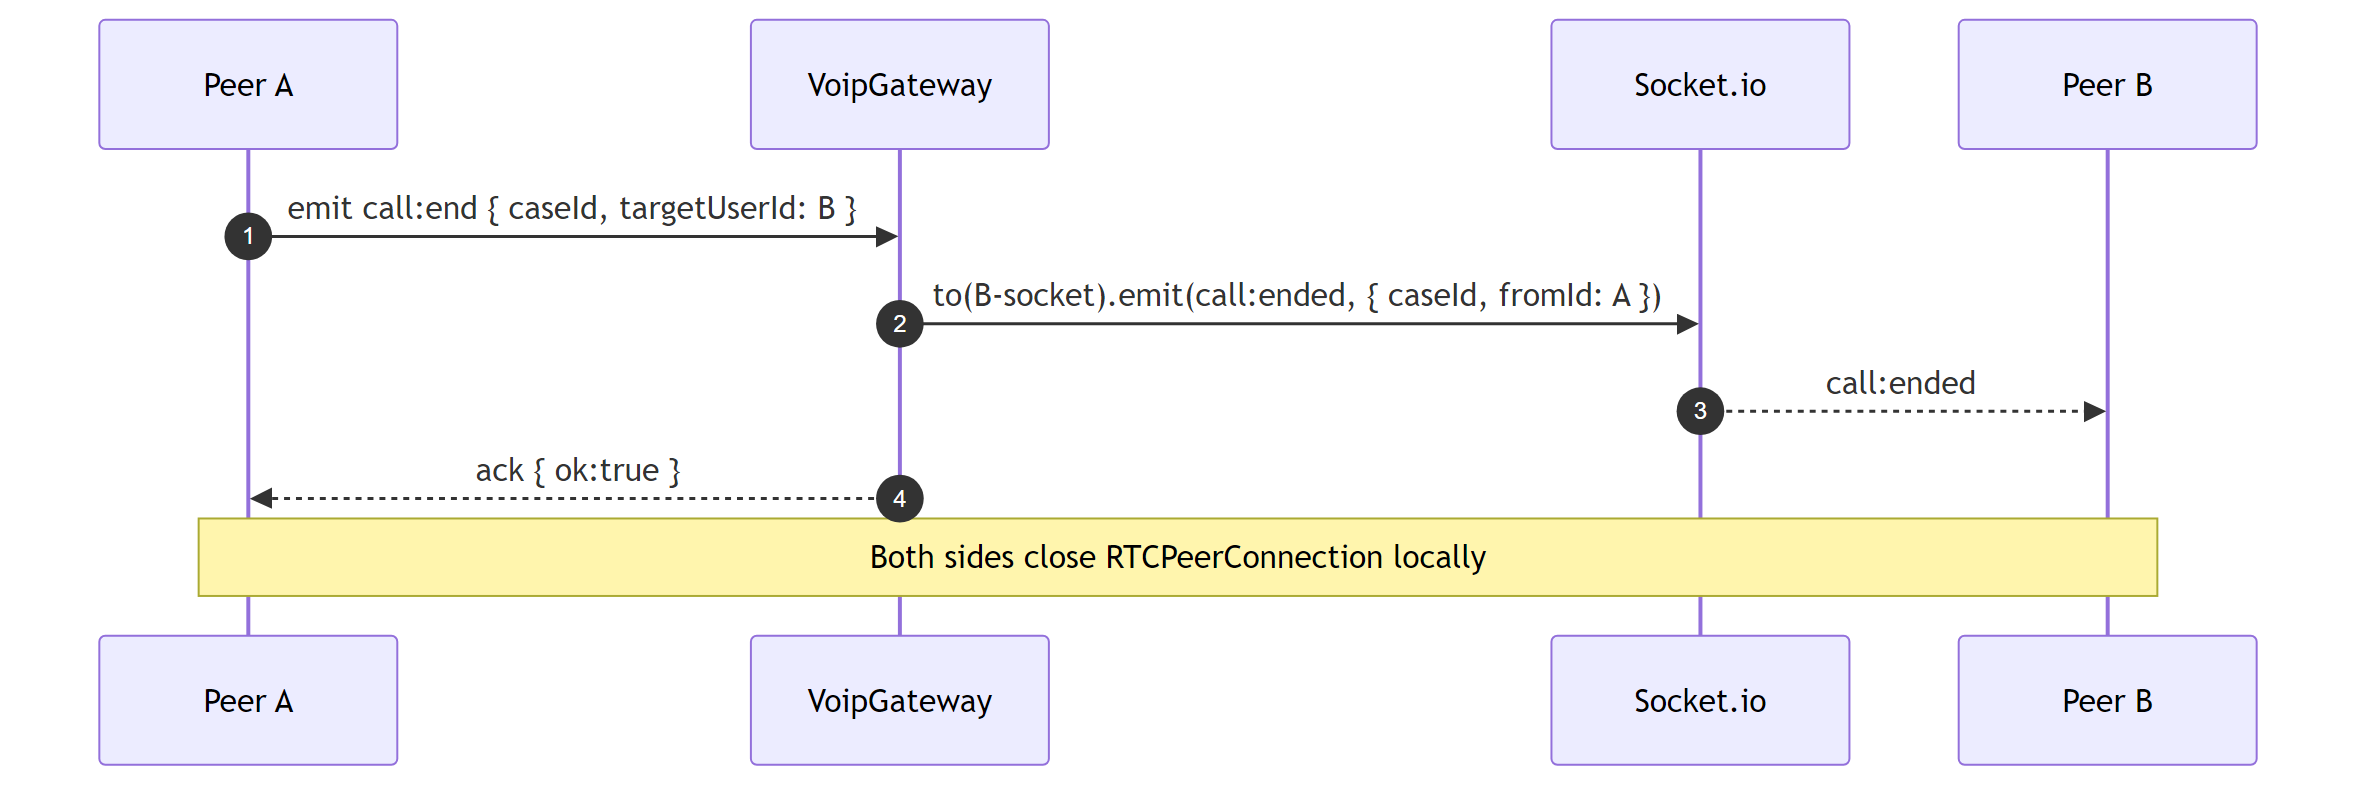 Peer A
VoipGateway
Socket.io
Peer B
emit call:end { caseId, targetUserId: B }
1
to(B-socket).emit(call:ended, { caseId, fromId: A })
2
call:ended
3
ack { ok:true }
4
Both sides close RTCPeerConnection locally
Peer A
VoipGateway
Socket.io
Peer B